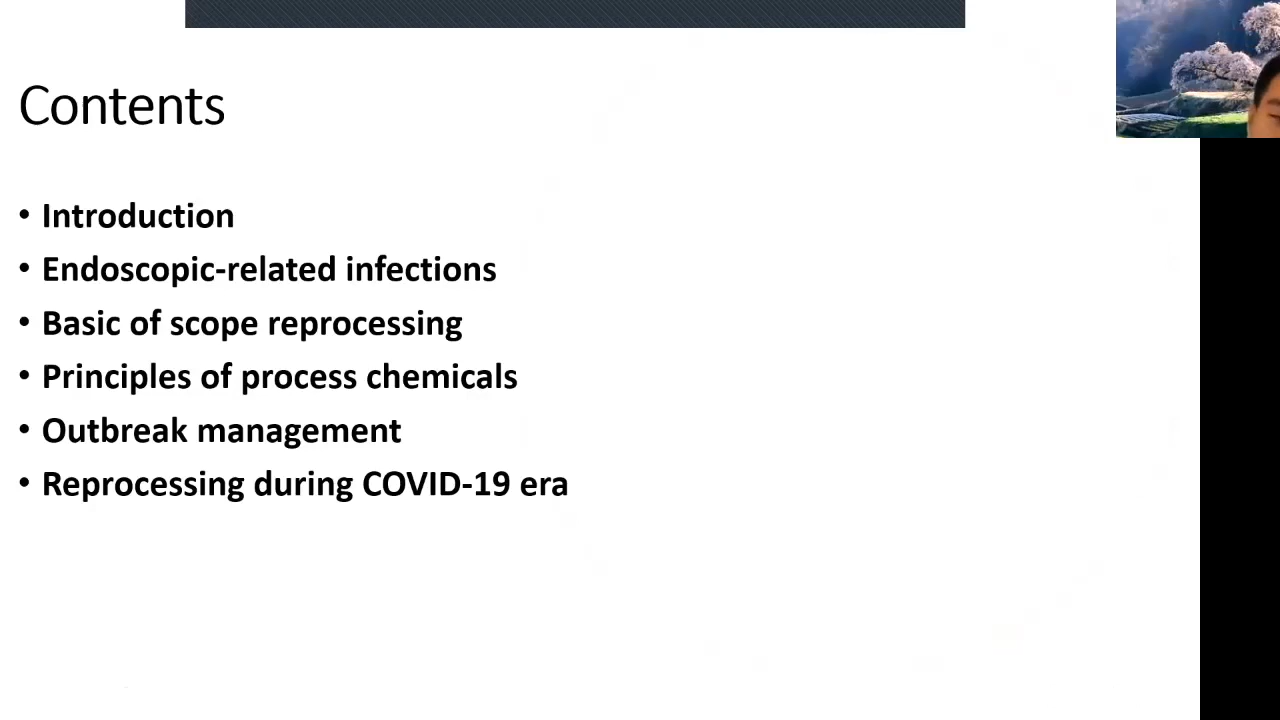 Contents
• Introduction
• Endoscopic-related infections
• Basic of scope reprocessing
• Principles of process chemicals
• Outbreak management
• Reprocessing during COVID-19 era